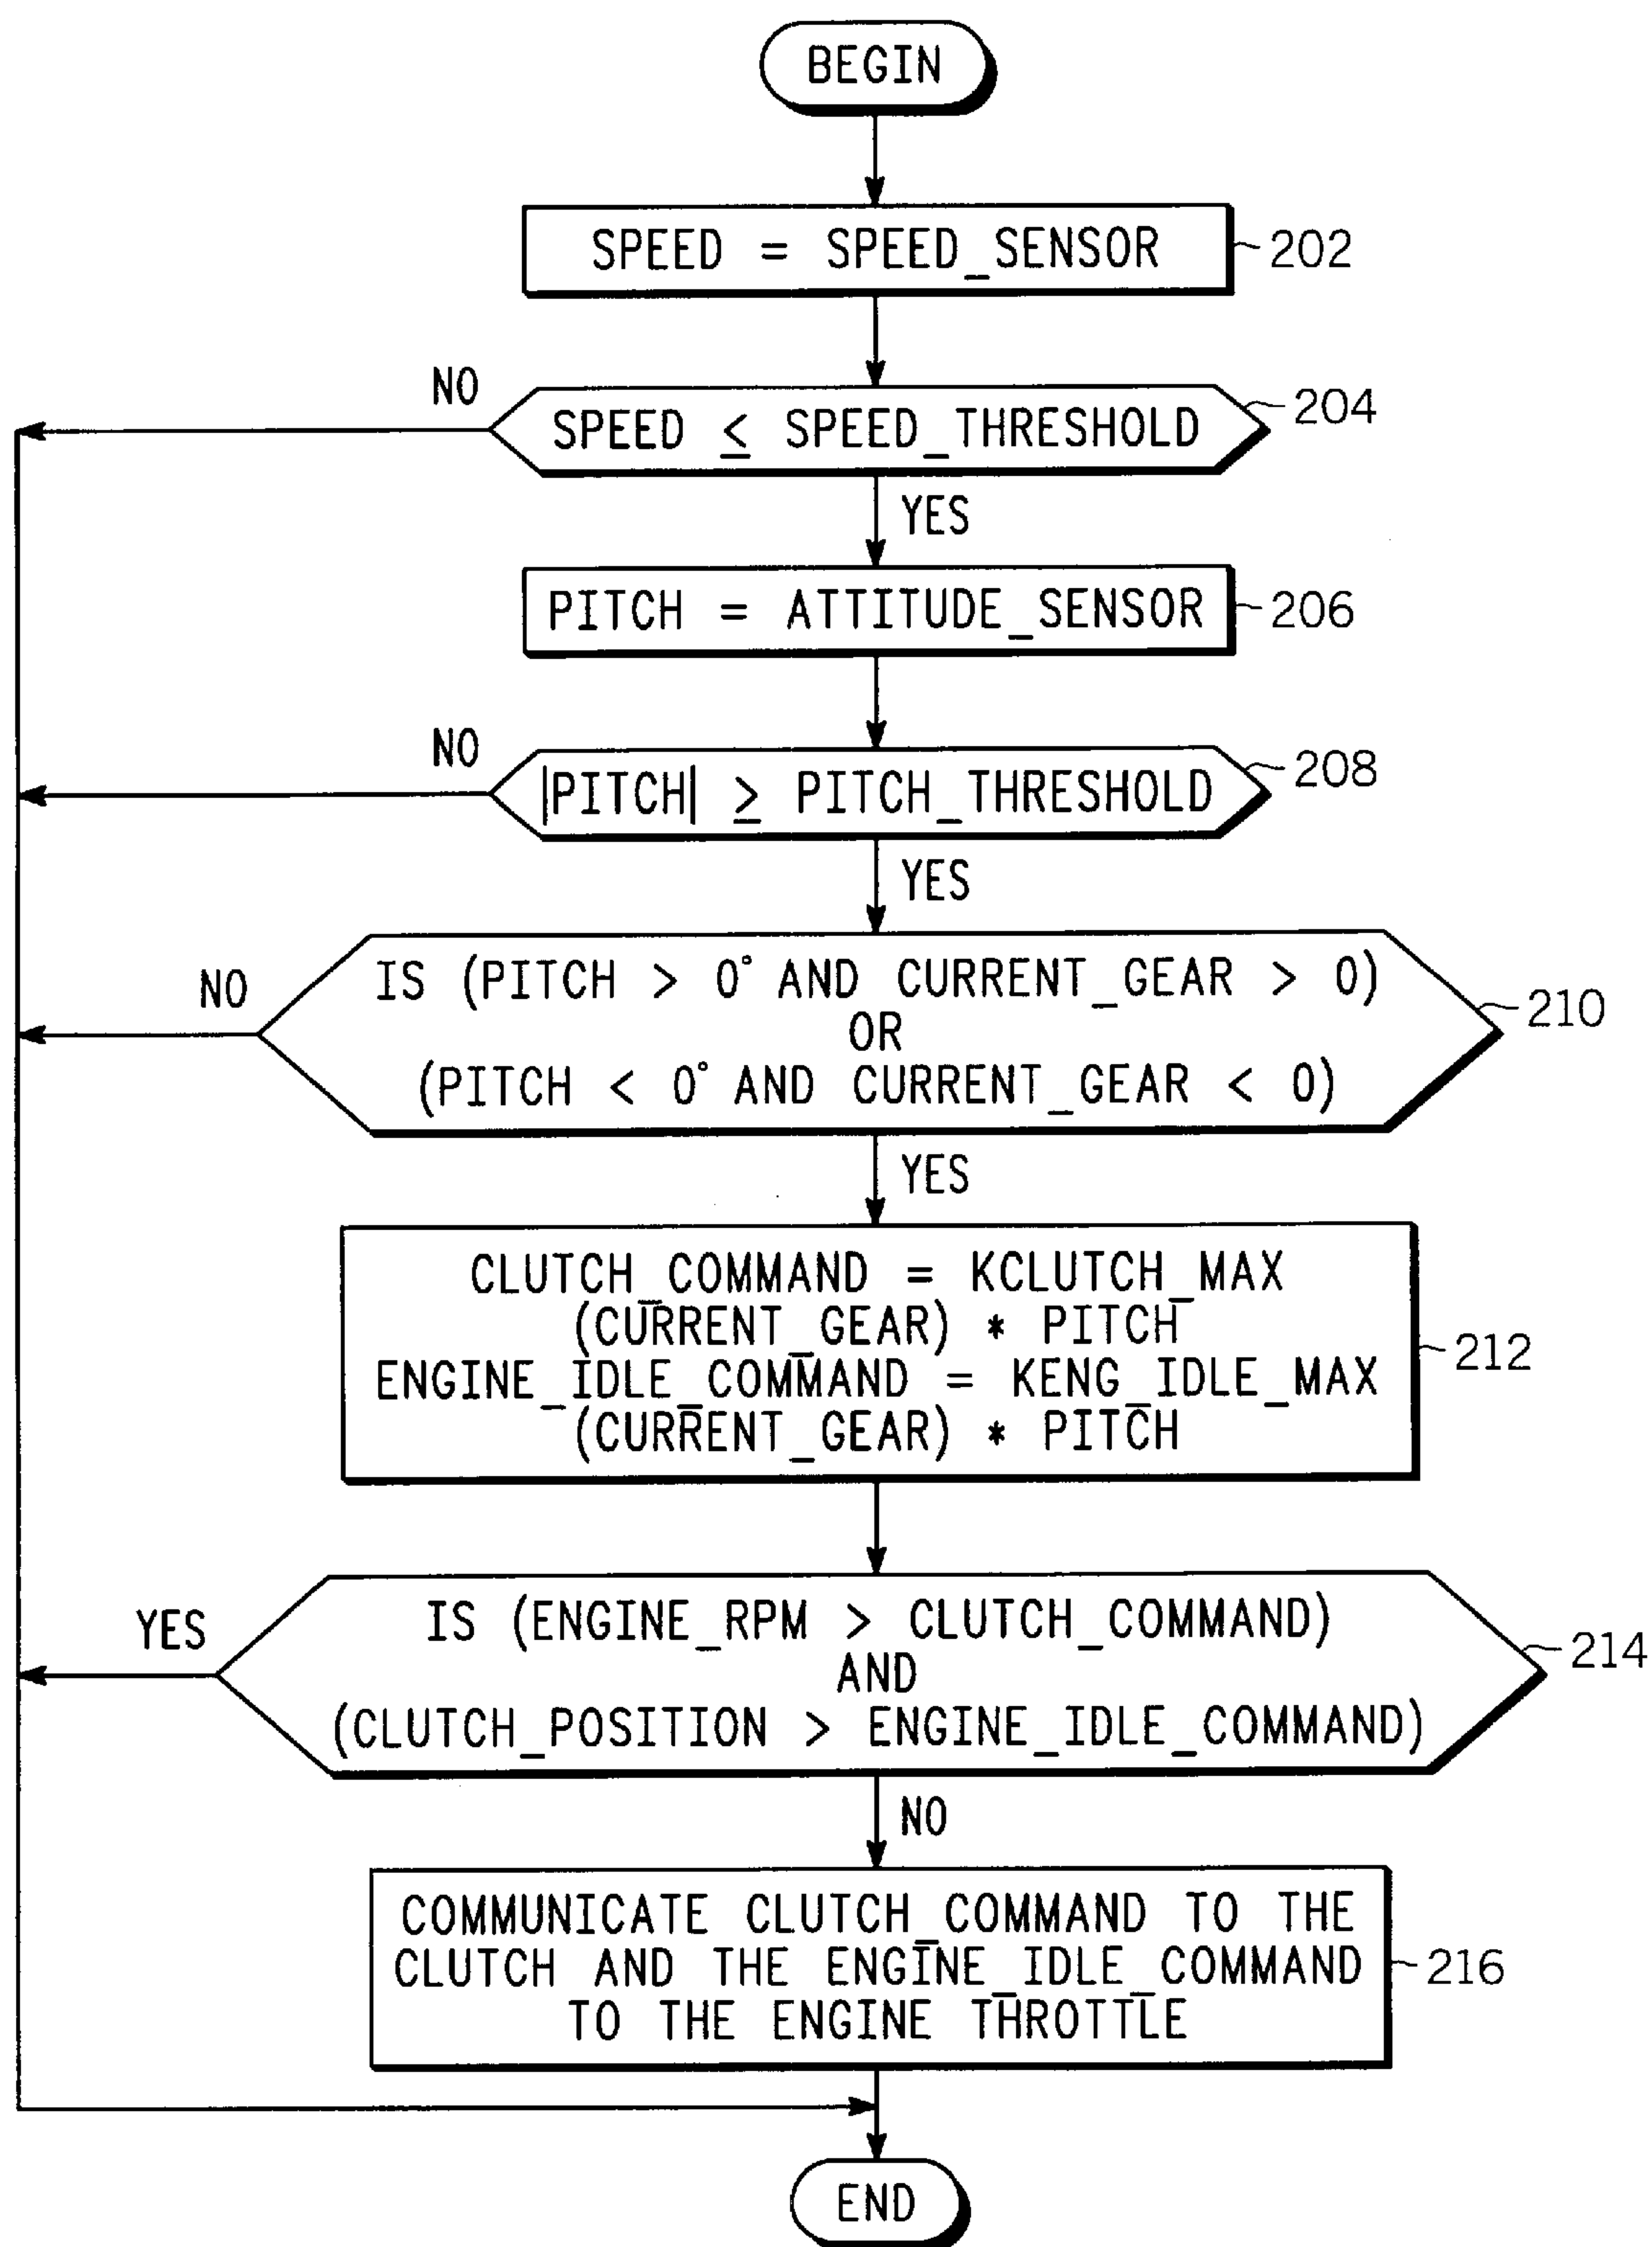 BEGIN
SPEED = SPEED_SENSOR
202
NO
SPEED ≤ SPEED_THRESHOLD
204
YES
PITCH = ATTITUDE_SENSOR
206
NO
|PITCH| ≥ PITCH_THRESHOLD
208
YES
NO
IS (PITCH > 0° AND CURRENT_GEAR > 0)
OR
(PITCH < 0° AND CURRENT_GEAR < 0)
210
YES
CLUTCH_COMMAND = KCLUTCH_MAX
(CURRENT_GEAR) * PITCH
ENGINE_IDLE_COMMAND = KENG_IDLE_MAX
(CURRENT_GEAR) * PITCH
212
YES
IS (ENGINE_RPM > CLUTCH_COMMAND)
AND
(CLUTCH_POSITION > ENGINE_IDLE_COMMAND)
214
NO
COMMUNICATE CLUTCH_COMMAND TO THE
CLUTCH AND THE ENGINE_IDLE_COMMAND
TO THE ENGINE THROTTLE
216
END